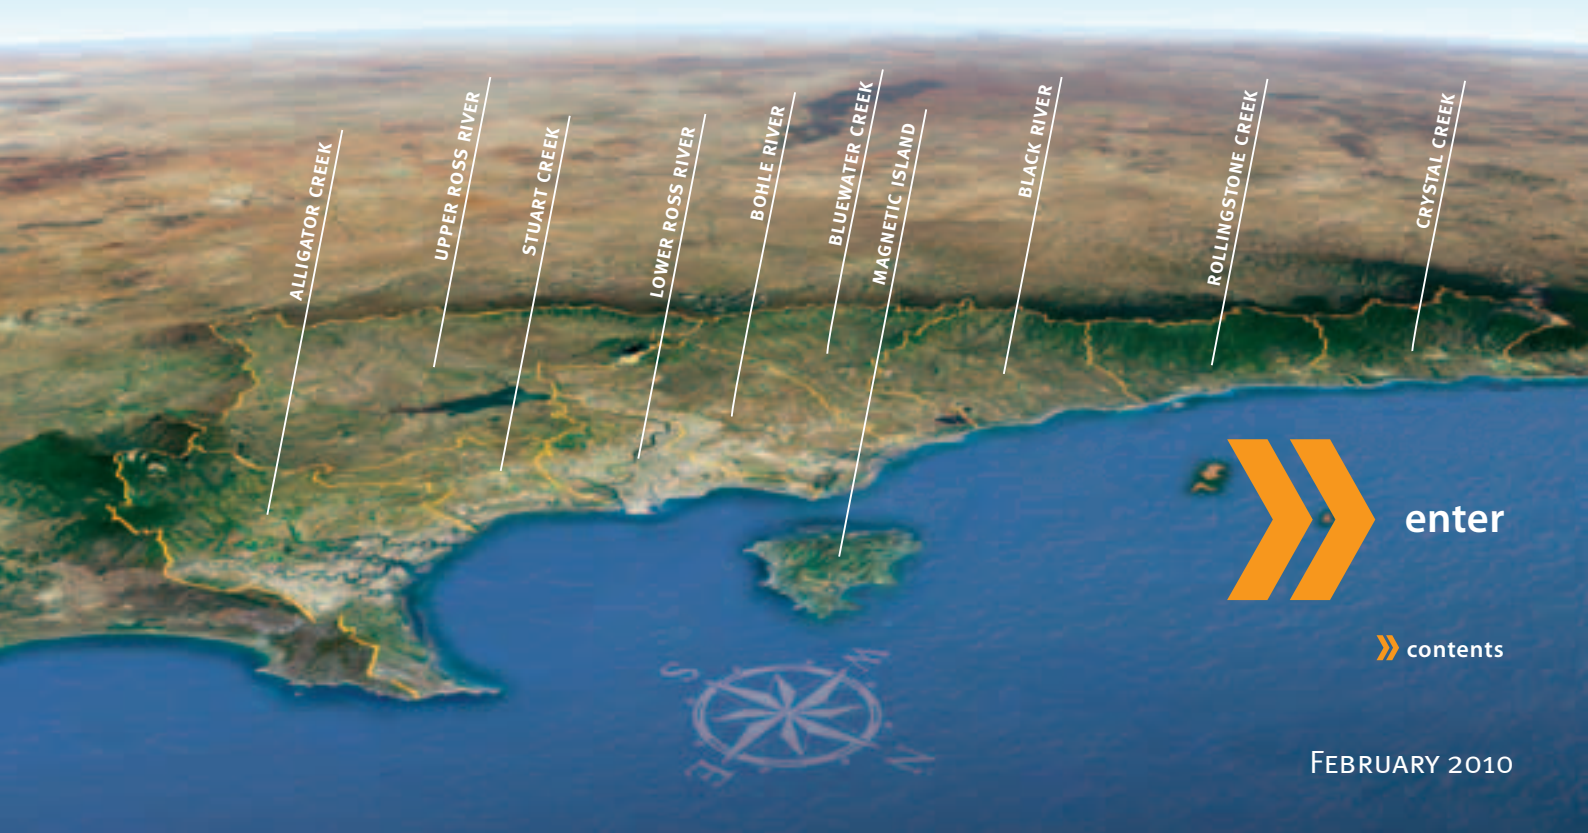 ALLIGATOR CREEK
UPPER ROSS RIVER
STUART CREEK
LOWER ROSS RIVER
BOHLE RIVER
BLUEWATER CREEK
MAGNETIC ISLAND
BLACK RIVER
ROLLINGSTONE CREEK
CRYSTAL CREEK
enter
contents
S
W
E
N
February 2010